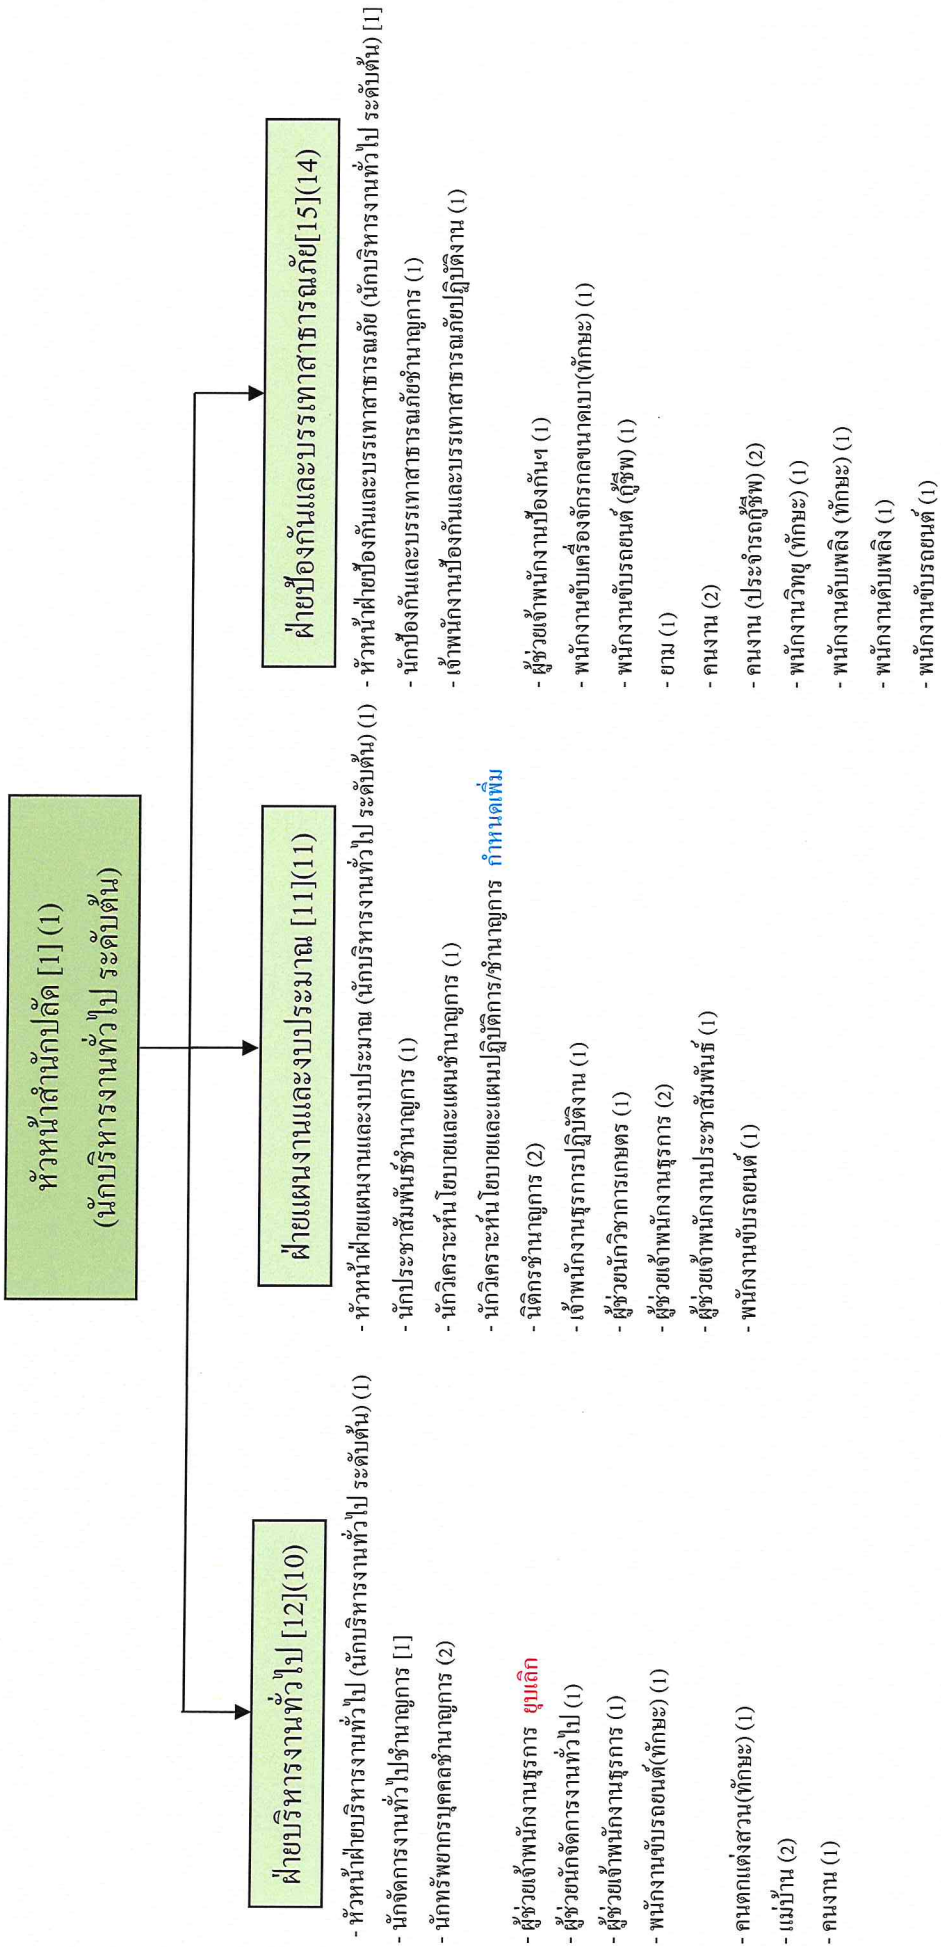 หัวหน้าสำนักปลัด [1] (1)
(นักบริหารงานทั่วไป ระดับต้น)
ฝ่ายบริหารงานทั่วไป [12](10)
- หัวหน้าฝ่ายบริหารงานทั่วไป (นักบริหารงานทั่วไป ระดับต้น) (1)
- นักจัดการงานทั่วไปชำนาญการ [1]
- นักทรัพยากรบุคคลชำนาญการ (2)
- ผู้ช่วยเจ้าพนักงานธุรการ ยุบเลิก
- ผู้ช่วยนักจัดการงานทั่วไป (1)
- ผู้ช่วยเจ้าพนักงานธุรการ (1)
- พนักงานขับรถยนต์(ทักษะ) (1)
- คนตกแต่งสวน(ทักษะ) (1)
- แม่บ้าน (2)
- คนงาน (1)
ฝ่ายแผนงานและงบประมาณ [11](11)
- หัวหน้าฝ่ายแผนงานและงบประมาณ (นักบริหารงานทั่วไป ระดับต้น) (1)
- นักประชาสัมพันธ์ชำนาญการ (1)
- นักวิเคราะห์นโยบายและแผนชำนาญการ (1)
- นักวิเคราะห์นโยบายและแผนปฏิบัติการ/ชำนาญการ กำหนดเพิ่ม
- นิติกรชำนาญการ (2)
- เจ้าพนักงานธุรการปฏิบัติงาน (1)
- ผู้ช่วยนักวิชาการเกษตร (1)
- ผู้ช่วยเจ้าพนักงานธุรการ (2)
- ผู้ช่วยเจ้าพนักงานประชาสัมพันธ์ (1)
- พนักงานขับรถยนต์ (1)
ฝ่ายป้องกันและบรรเทาสาธารณภัย[15](14)
- หัวหน้าฝ่ายป้องกันและบรรเทาสาธารณภัย (นักบริหารงานทั่วไป ระดับต้น) [1]
- นักป้องกันและบรรเทาสาธารณภัยชำนาญการ (1)
- เจ้าพนักงานป้องกันและบรรเทาสาธารณภัยปฏิบัติงาน (1)
- ผู้ช่วยเจ้าพนักงานป้องกันฯ (1)
- พนักงานขับเครื่องจักรกลขนาดเบา(ทักษะ) (1)
- พนักงานขับรถยนต์ (กู้ชีพ) (1)
- ยาม (1)
- คนงาน (2)
- คนงาน (ประจำรถกู้ชีพ) (2)
- พนักงานวิทยุ (ทักษะ) (1)
- พนักงานดับเพลิง (ทักษะ) (1)
- พนักงานดับเพลิง (1)
- พนักงานขับรถยนต์ (1)